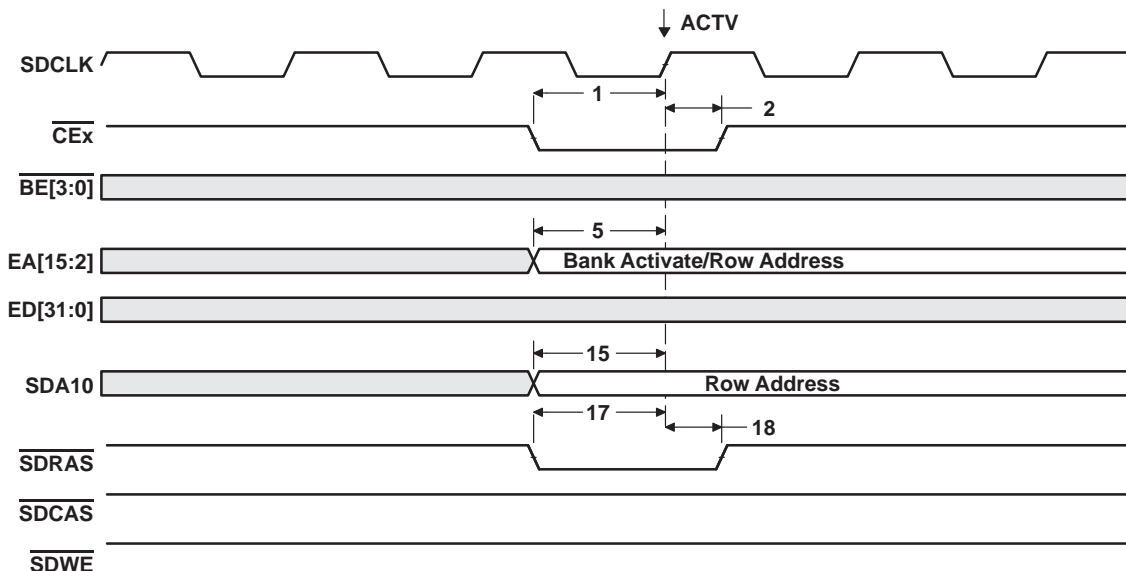 ACTV
SDCLK
1
2
CEx
BE[3:0]
5
EA[15:2]
Bank Activate/Row Address
ED[31:0]
15
SDA10
Row Address
17
18
SDRAS
SDCAS
SDWE